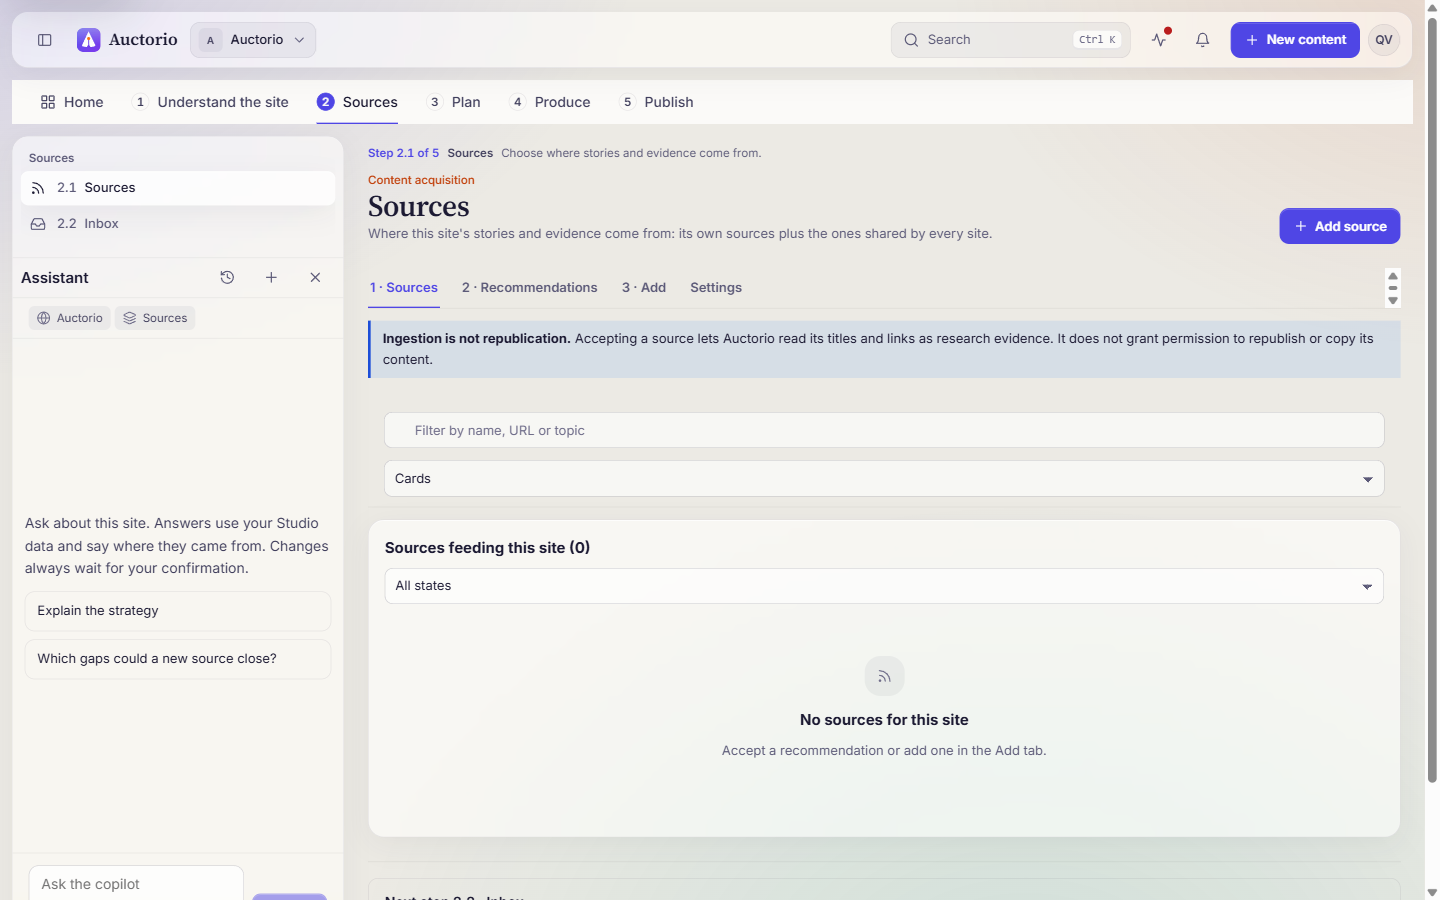 Auctorio
A Auctorio
Search
Ctrl K
New content
QV
Home
1 Understand the site
2 Sources
3 Plan
4 Produce
5 Publish
Sources
2.1 Sources
2.2 Inbox
Assistant
Auctorio
Sources
Ask about this site. Answers use your Studio
data and say where they came from. Changes
always wait for your confirmation.
Explain the strategy
Which gaps could a new source close?
Ask the copilot
Step 2.1 of 5 Sources Choose where stories and evidence come from.
Content acquisition
Sources
Where this site's stories and evidence come from: its own sources plus the ones shared by every site.
Add source
1 · Sources
2 · Recommendations
3 · Add
Settings
Ingestion is not republication. Accepting a source lets Auctorio read its titles and links as research evidence. It does not grant permission to republish or copy its
content.
Filter by name, URL or topic
Cards
Sources feeding this site (0)
All states
No sources for this site
Accept a recommendation or add one in the Add tab.
Next step 2.2 · Inbox